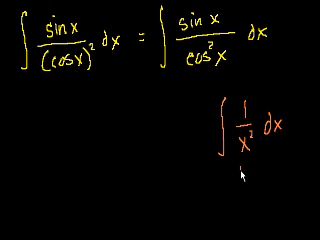 ∫ sin x / (cos x)² dx = ∫ sin x / cos² x dx
∫ 1 / x² dx